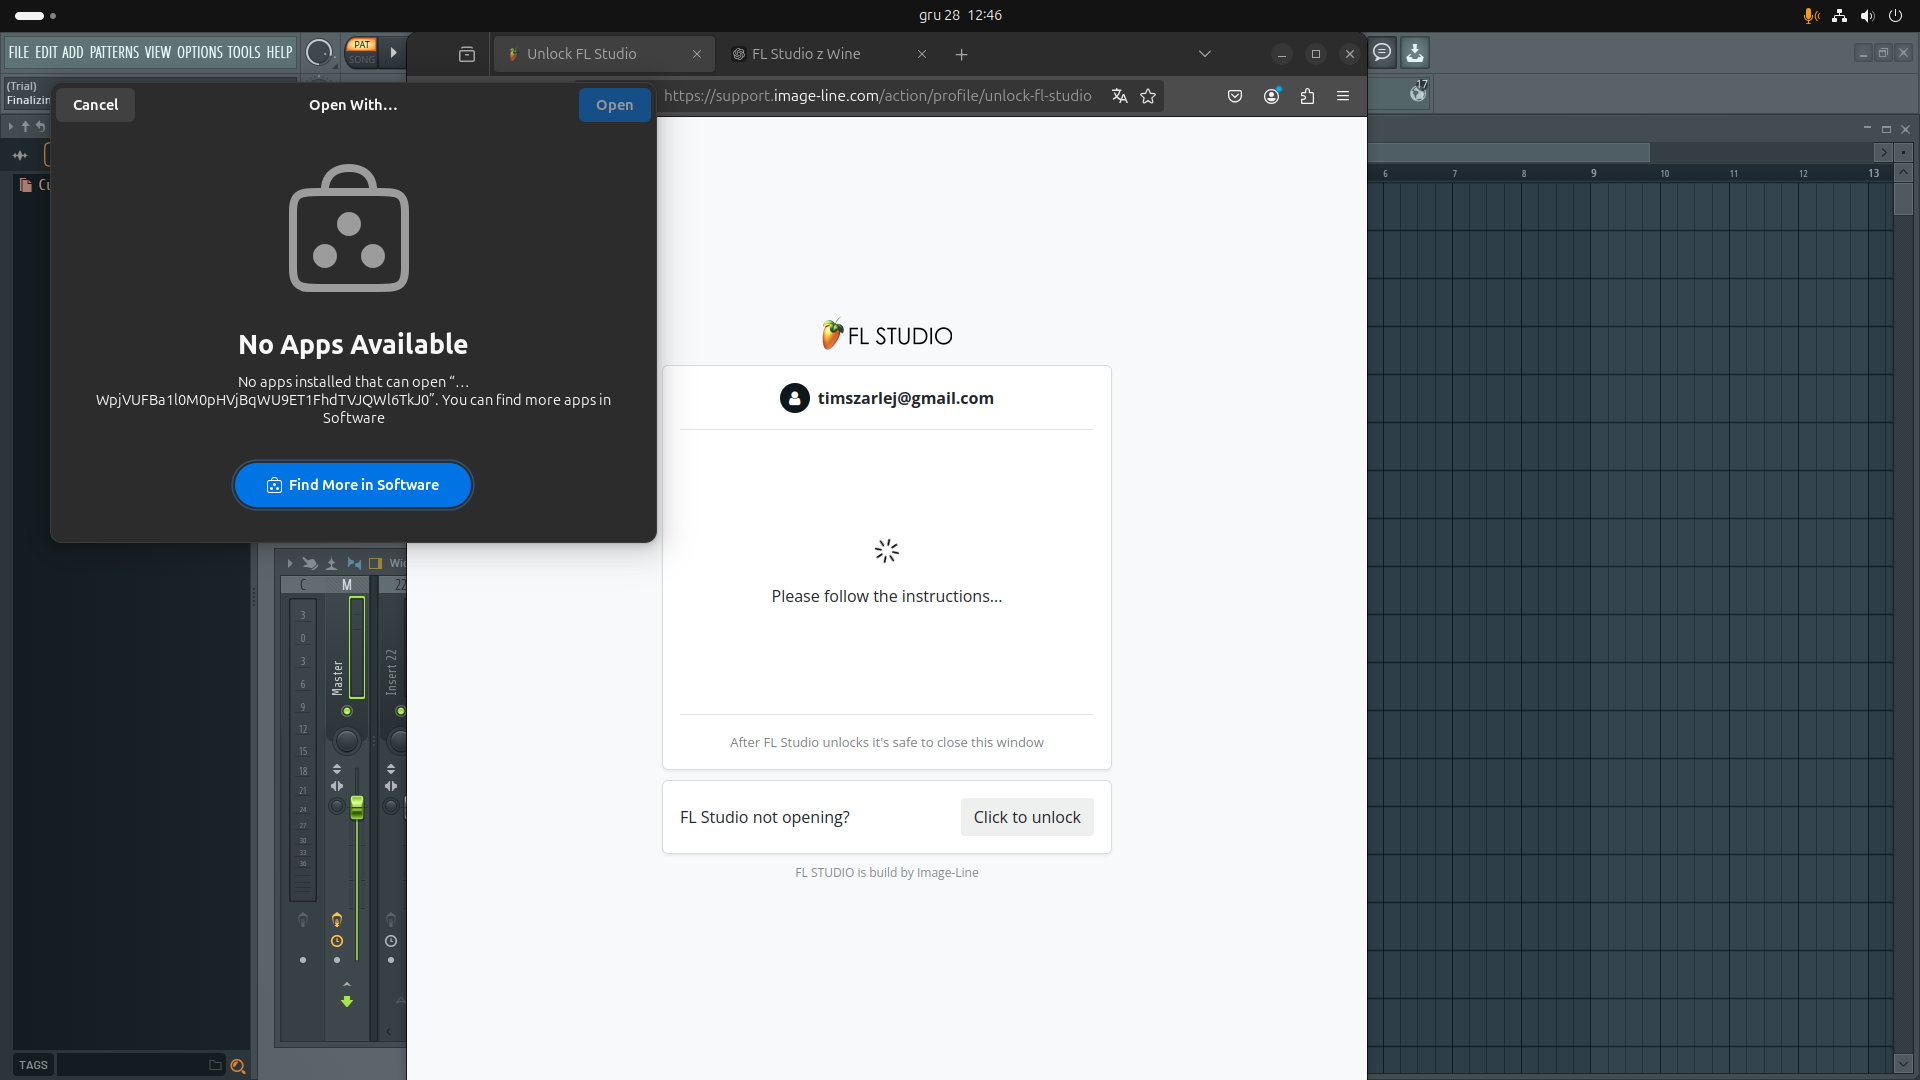 gru 28 12:46
FILE EDIT ADD PATTERNS VIEW OPTIONS TOOLS HELP
PAT
SONG
Unlock FL Studio
FL Studio z Wine
(Trial)
Finalizin
17
https://support.image-line.com/action/profile/unlock-fl-studio
Cancel
Open With…
Open
No Apps Available
No apps installed that can open “…
WpjVUFBa1l0M0pHVjBqWU9ET1FhdTVJQWl6TkJ0”. You can find more apps in
Software
Find More in Software
6 7 8 9 10 11 12 13
FL STUDIO
timszarlej@gmail.com
Please follow the instructions...
After FL Studio unlocks it's safe to close this window
FL Studio not opening?
Click to unlock
FL STUDIO is build by Image-Line
C M 22
3
0
3
6
9
12
15
18
21
24
27
30
33
36
Master
Insert 22
TAGS